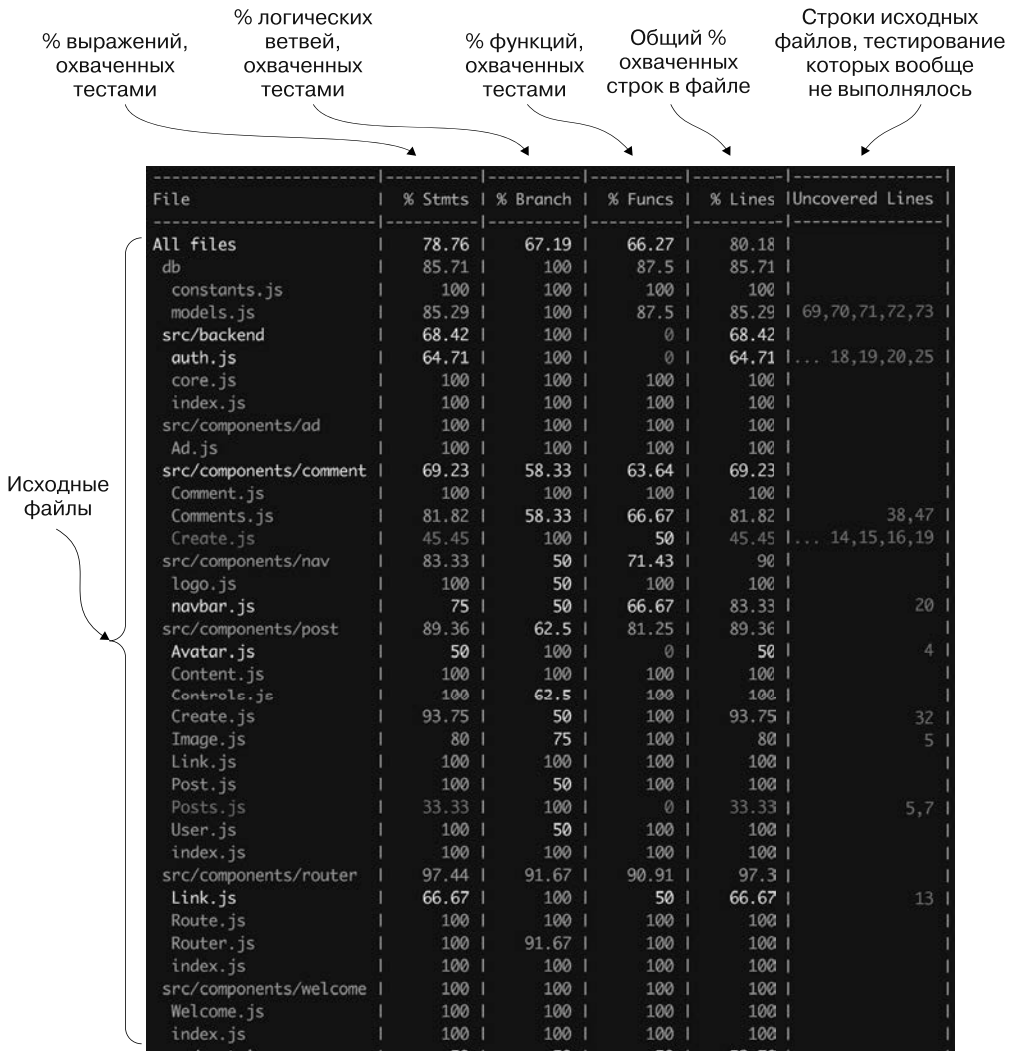 % выражений,
охваченных
тестами
% логических
ветвей,
охваченных
тестами
% функций,
охваченных
тестами
Общий %
охваченных
строк в файле
Строки исходных
файлов, тестирование
которых вообще
не выполнялось
Исходные
файлы
File | % Stmts | % Branch | % Funcs | % Lines |Uncovered Lines |
All files | 78.76 | 67.19 | 66.27 | 80.18 | |
db | 85.71 | 100 | 87.5 | 85.71 | |
constants.js | 100 | 100 | 100 | 100 | |
models.js | 85.29 | 100 | 87.5 | 85.29 | 69,70,71,72,73 |
src/backend | 68.42 | 100 | 0 | 68.42 | |
auth.js | 64.71 | 100 | 0 | 64.71 |... 18,19,20,25 |
core.js | 100 | 100 | 100 | 100 | |
index.js | 100 | 100 | 100 | 100 | |
src/components/ad | 100 | 100 | 100 | 100 | |
Ad.js | 100 | 100 | 100 | 100 | |
src/components/comment | 69.23 | 58.33 | 63.64 | 69.23 | |
Comment.js | 100 | 100 | 100 | 100 | |
Comments.js | 81.82 | 58.33 | 66.67 | 81.82 | 38,47 |
Create.js | 45.45 | 100 | 50 | 45.45 |... 14,15,16,19 |
src/components/nav | 83.33 | 50 | 71.43 | 90 | |
logo.js | 100 | 50 | 100 | 100 | |
navbar.js | 75 | 50 | 66.67 | 83.33 | 20 |
src/components/post | 89.36 | 62.5 | 81.25 | 89.36 | |
Avatar.js | 50 | 100 | 0 | 50 | 4 |
Content.js | 100 | 100 | 100 | 100 | |
Controls.js | 100 | 62.5 | 100 | 100 | |
Create.js | 93.75 | 50 | 100 | 93.75 | 32 |
Image.js | 80 | 75 | 100 | 80 | 5 |
Link.js | 100 | 100 | 100 | 100 | |
Post.js | 100 | 50 | 100 | 100 | |
Posts.js | 33.33 | 100 | 0 | 33.33 | 5,7 |
User.js | 100 | 50 | 100 | 100 | |
index.js | 100 | 100 | 100 | 100 | |
src/components/router | 97.44 | 91.67 | 90.91 | 97.3 | |
Link.js | 66.67 | 100 | 50 | 66.67 | 13 |
Route.js | 100 | 100 | 100 | 100 | |
Router.js | 100 | 91.67 | 100 | 100 | |
index.js | 100 | 100 | 100 | 100 | |
src/components/welcome | 100 | 100 | 100 | 100 | |
Welcome.js | 100 | 100 | 100 | 100 | |
index.js | 100 | 100 | 100 | 100 | |